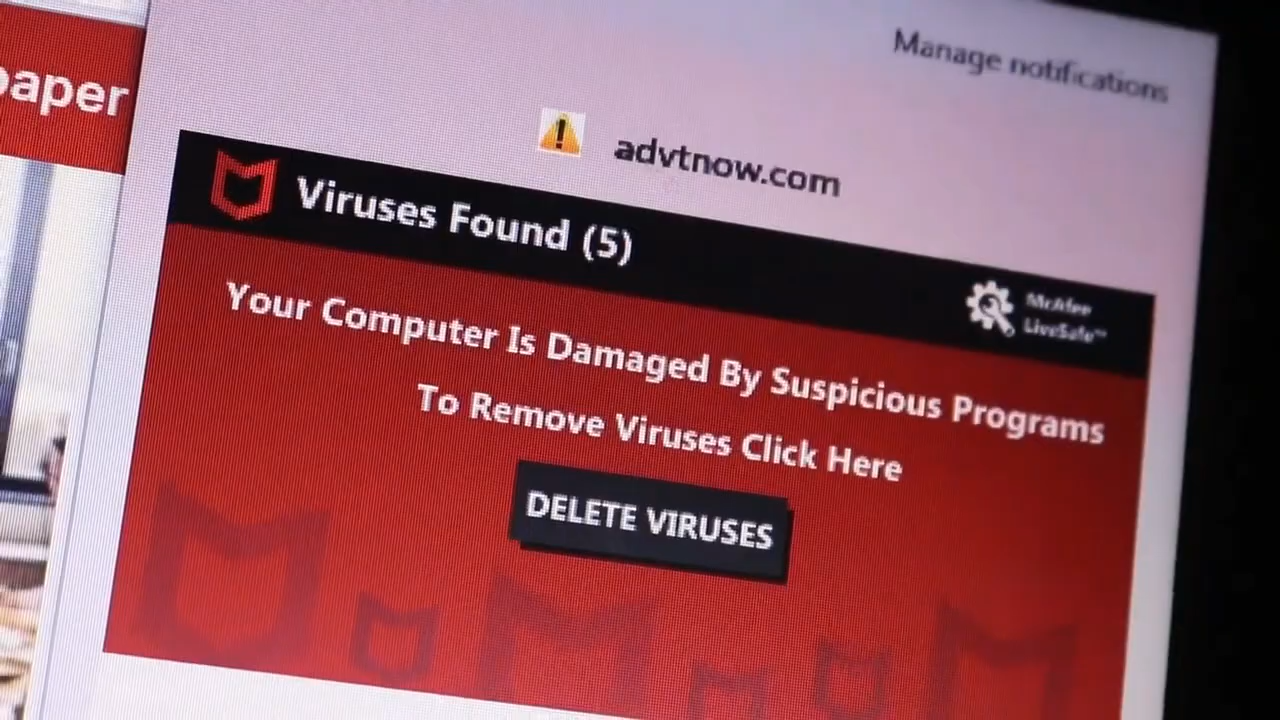 Manage notifications
paper
advtnow.com
Viruses Found (5)
McAfee
LiveSafe™
Your Computer Is Damaged By Suspicious Programs
To Remove Viruses Click Here
DELETE VIRUSES